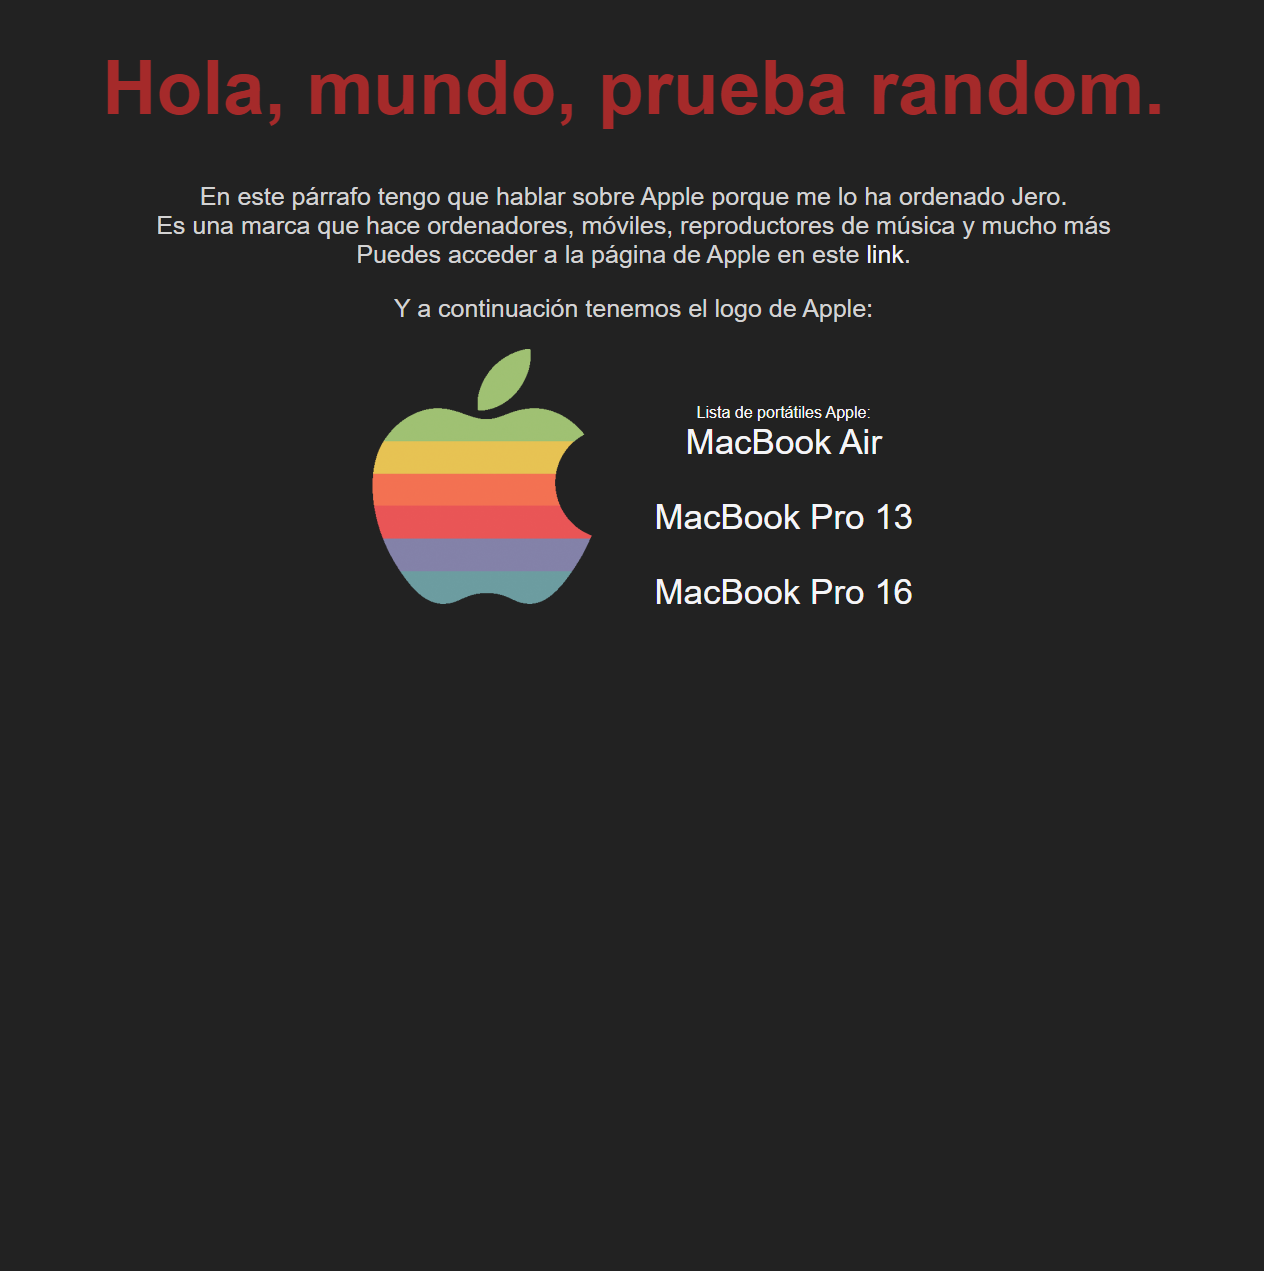 Hola, mundo, prueba random.
En este párrafo tengo que hablar sobre Apple porque me lo ha ordenado Jero.
Es una marca que hace ordenadores, móviles, reproductores de música y mucho más
Puedes acceder a la página de Apple en este link.
Y a continuación tenemos el logo de Apple:
Lista de portátiles Apple:
MacBook Air
MacBook Pro 13
MacBook Pro 16